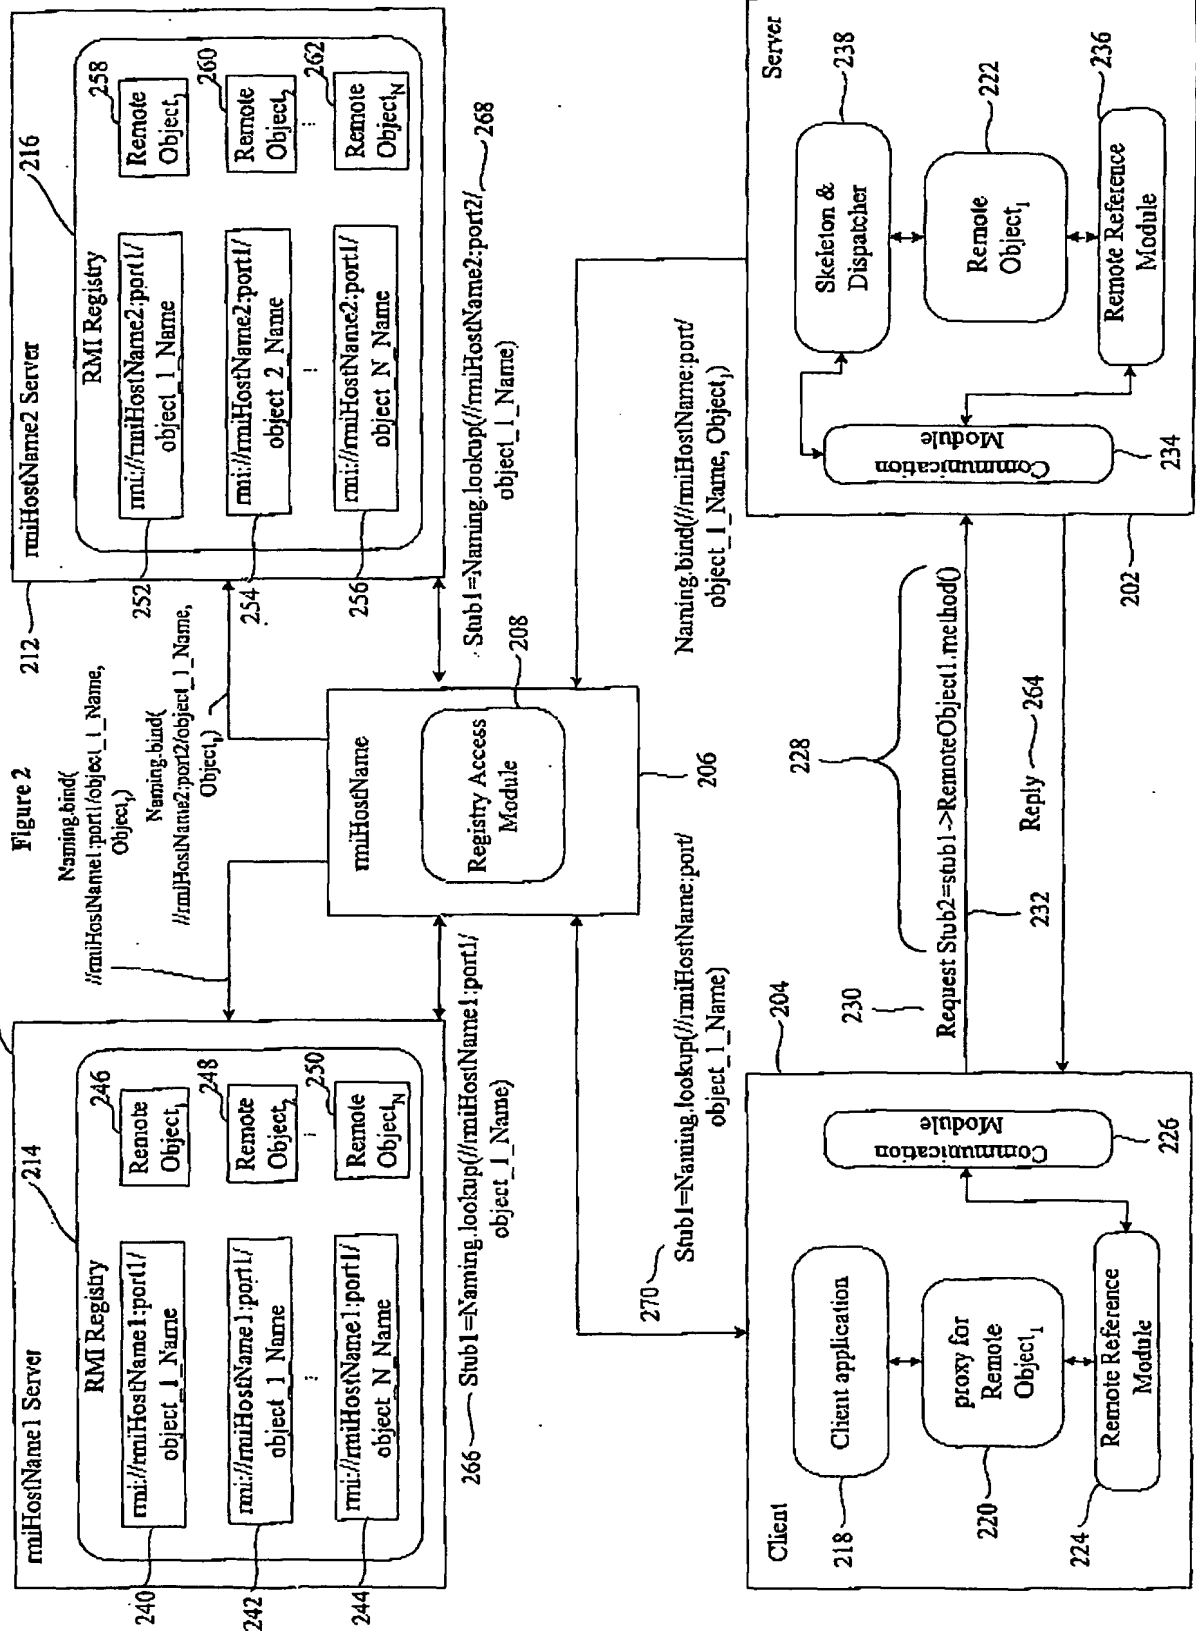 Figure 2
rmiHostName1 Server
214
RMI Registry
rmi://rmiHostName1:port1/
object_1_Name
240
Remote
Object1
246
rmi://rmiHostName1:port1/
object_1_Name
242
Remote
Object2
248
⋮
rmi://rmiHostName1:port1/
object_N_Name
244
Remote
ObjectN
250
Naming.bind(
//rmiHostName1:port1/object_1_Name,
Object1)
Naming.bind(
//rmiHostName2:port2/object_1_Name,
212
rmiHostName2 Server
216
RMI Registry
rmi://rmiHostName2:port1/
object_1_Name
252
Remote
Object1
258
rmi://rmiHostName2:port1/
object_2_Name
254
Remote
Object2
260
⋮
rmi://rmiHostName2:port1/
object_N_Name
256
Remote
ObjectN
262
rmiHostName
Registry Access
Module
208
206
266
Stub1=Naming.lookup(//rmiHostName1:port1/
object_1_Name)
Stub1=Naming.lookup(//rmiHostName2:port2/
object_1_Name)
268
270
Stub1=Naming.lookup(//rmiHostName:port/
object_1_Name)
Naming.bind(//rmiHostName:port/
object_1_Name, Object1)
Client
204
Client application
218
proxy for
Remote
Object1
220
Remote Reference
Module
224
Communication
Module
226
228
230
Request Stub2=stub1->RemoteObject1.method()
232
Reply
264
Server
202
Communication
Module
234
Skeleton &
Dispatcher
238
Remote
Object1
222
Remote Reference
Module
236